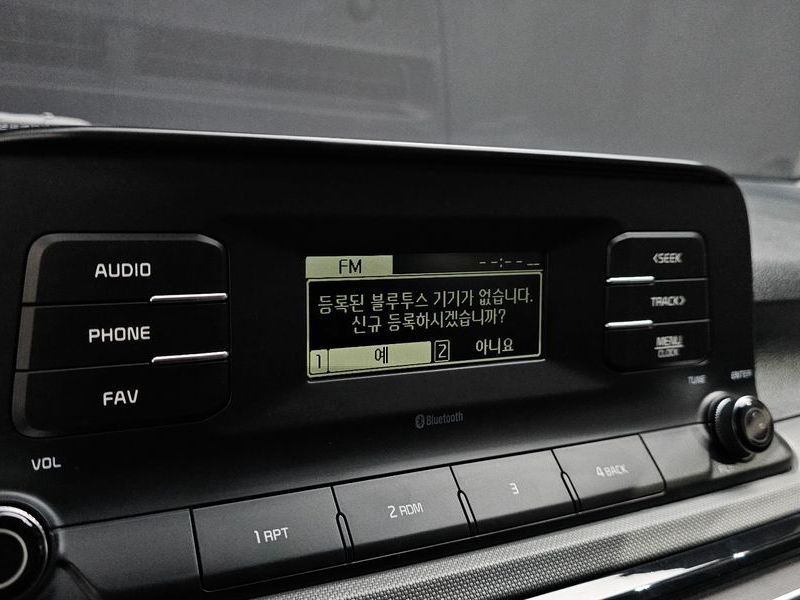 FM --:-- __
등록된 블루투스 기기가 없습니다.
신규 등록하시겠습니까?
1 예 2 아니요
AUDIO
PHONE
FAV
VOL
<SEEK
TRACK>
MENU
CLOCK
TUNE
ENTER
Bluetooth
1 RPT
2 RDM
3
4 BACK